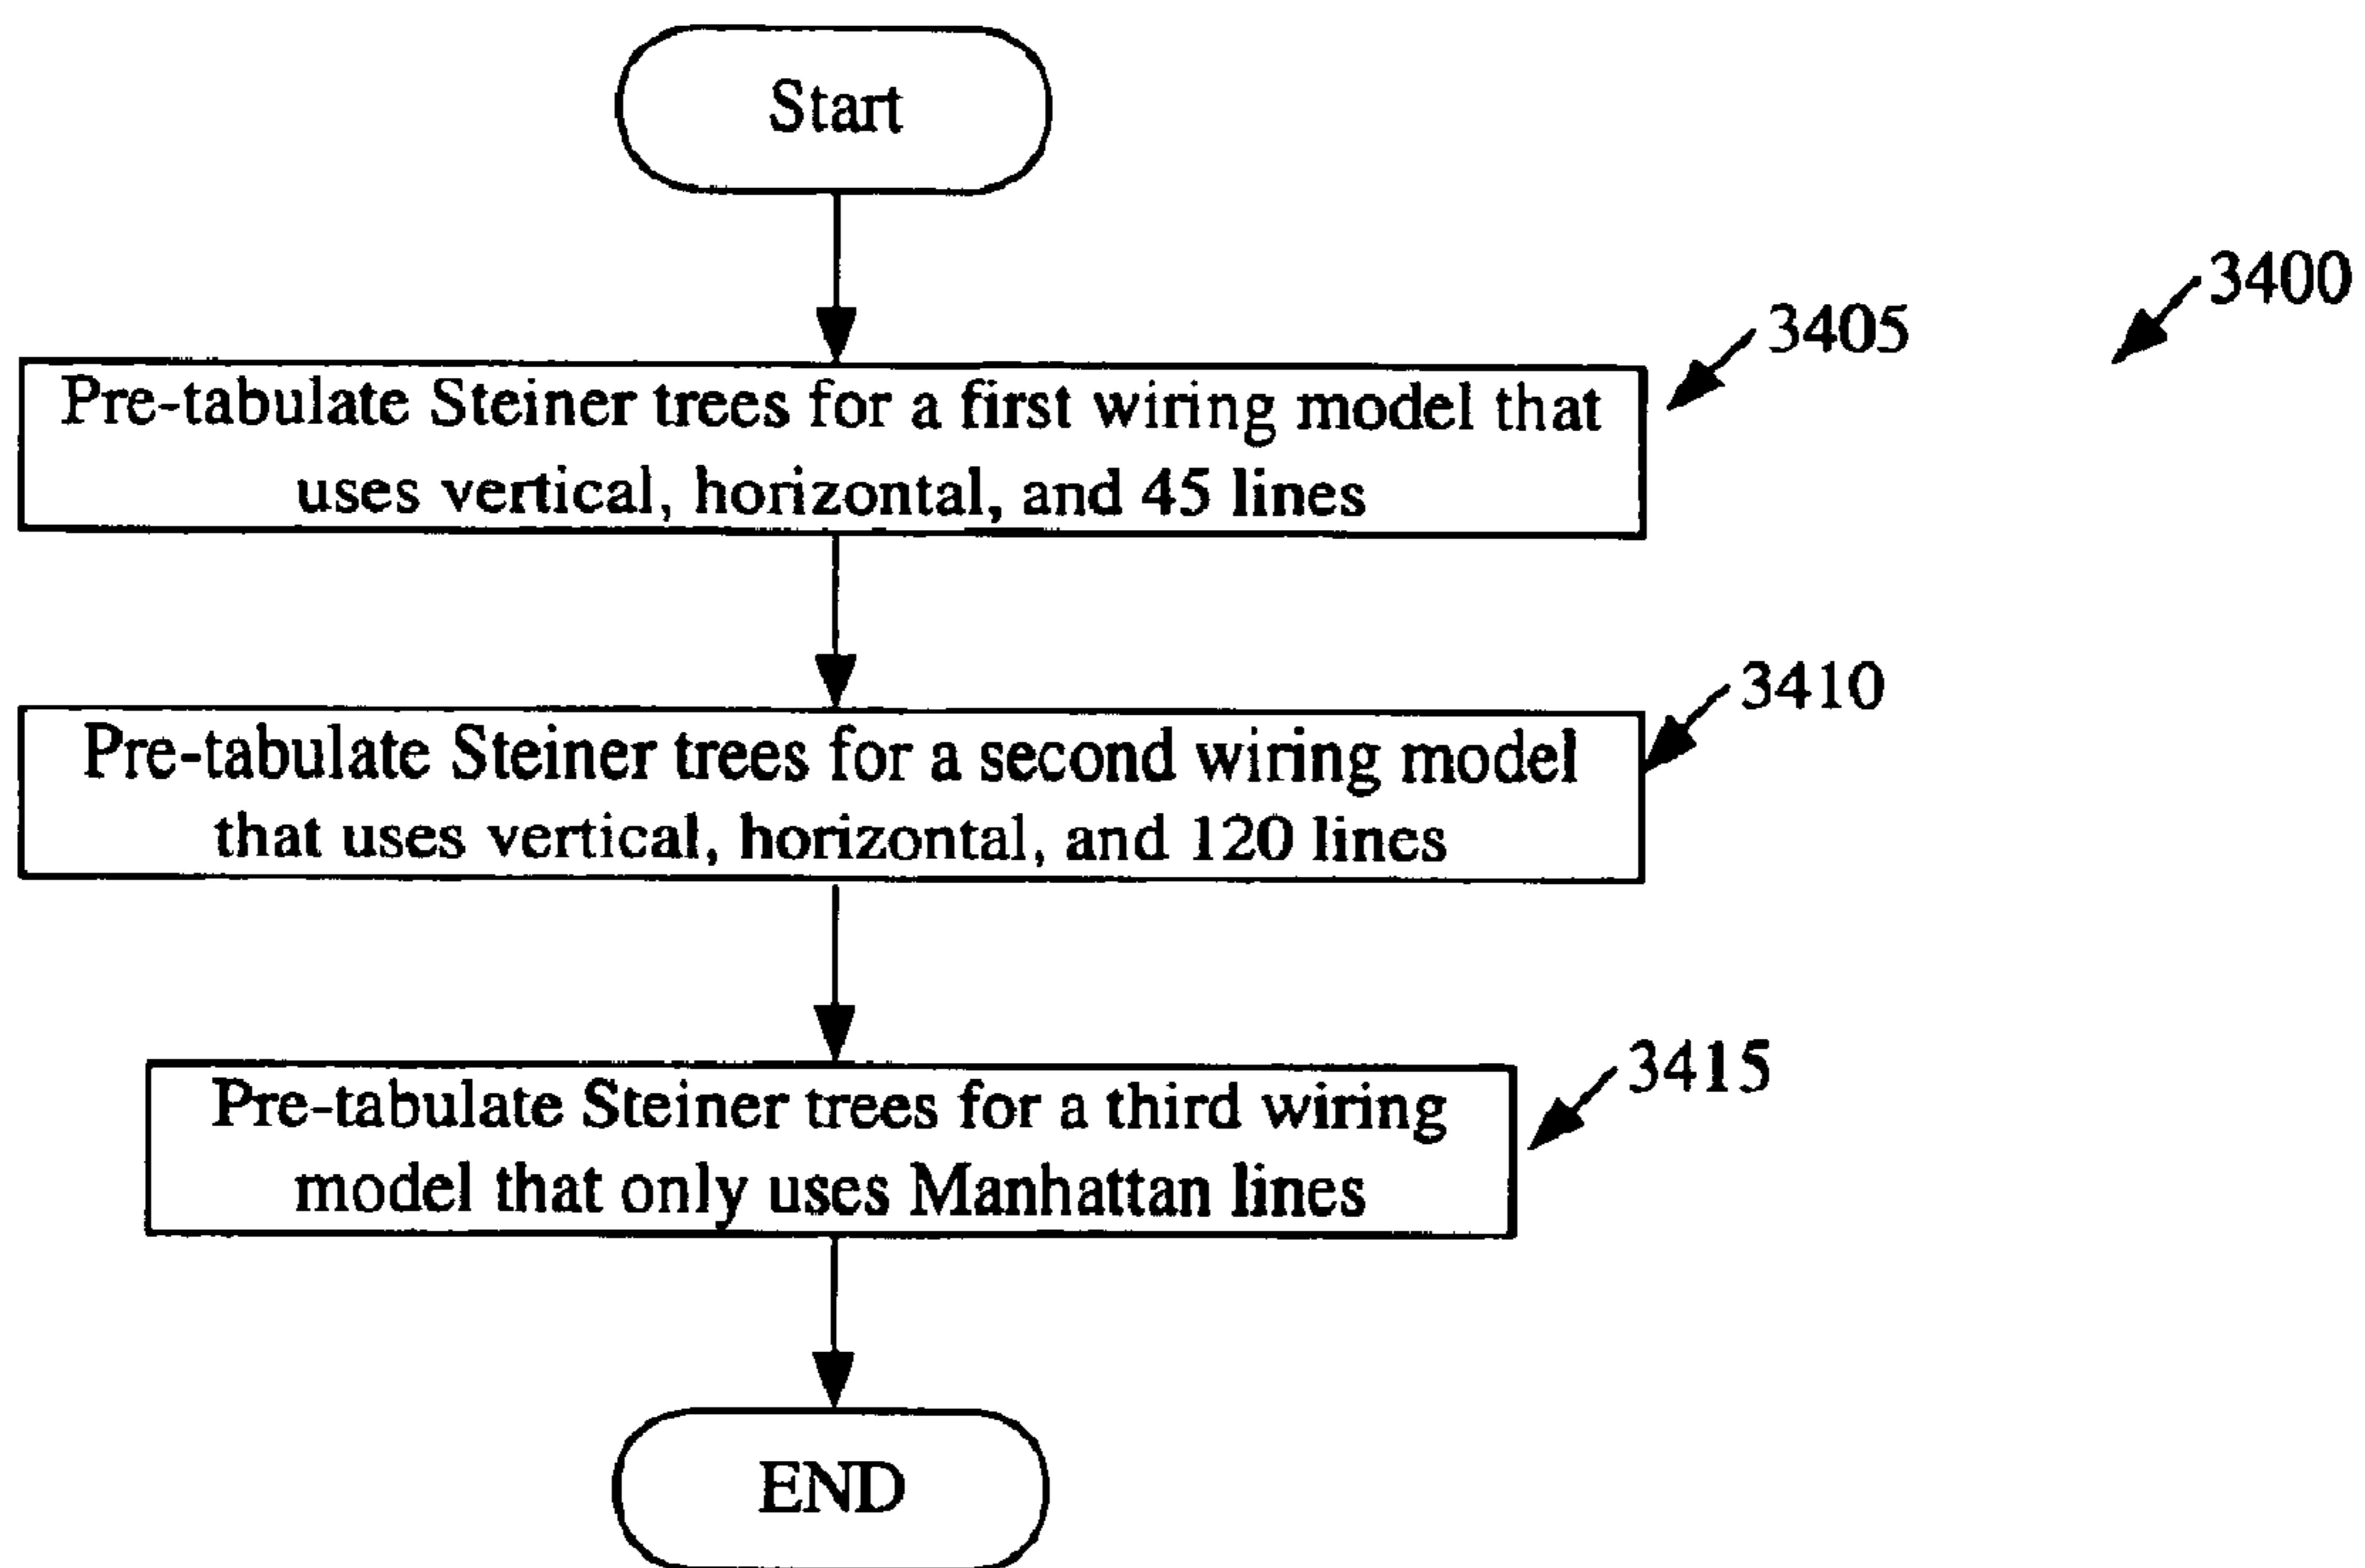 Start
3400
3405
Pre-tabulate Steiner trees for a first wiring model that
uses vertical, horizontal, and 45 lines
3410
Pre-tabulate Steiner trees for a second wiring model
that uses vertical, horizontal, and 120 lines
3415
Pre-tabulate Steiner trees for a third wiring
model that only uses Manhattan lines
END